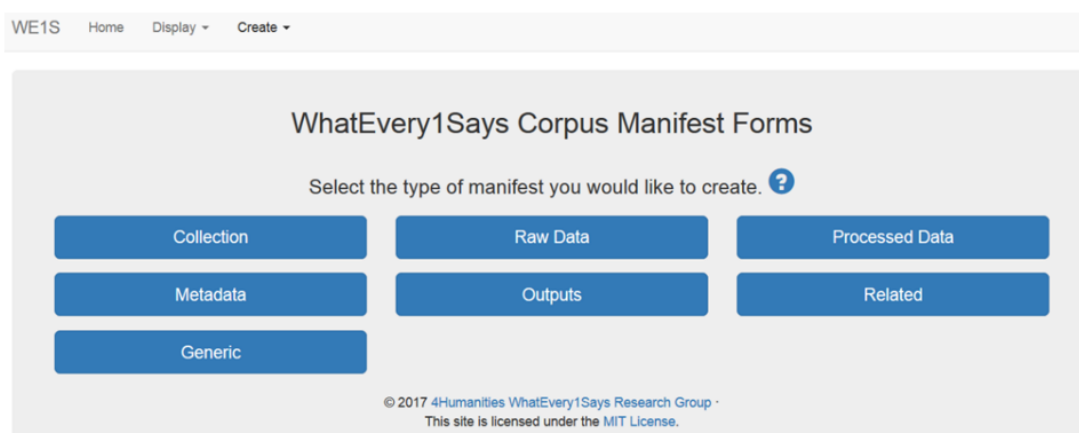 WE1S Home Display Create
WhatEvery1Says Corpus Manifest Forms
Select the type of manifest you would like to create. ?
Collection Raw Data Processed Data
Metadata Outputs Related
Generic
© 2017 4Humanities WhatEvery1Says Research Group ·
This site is licensed under the MIT License.